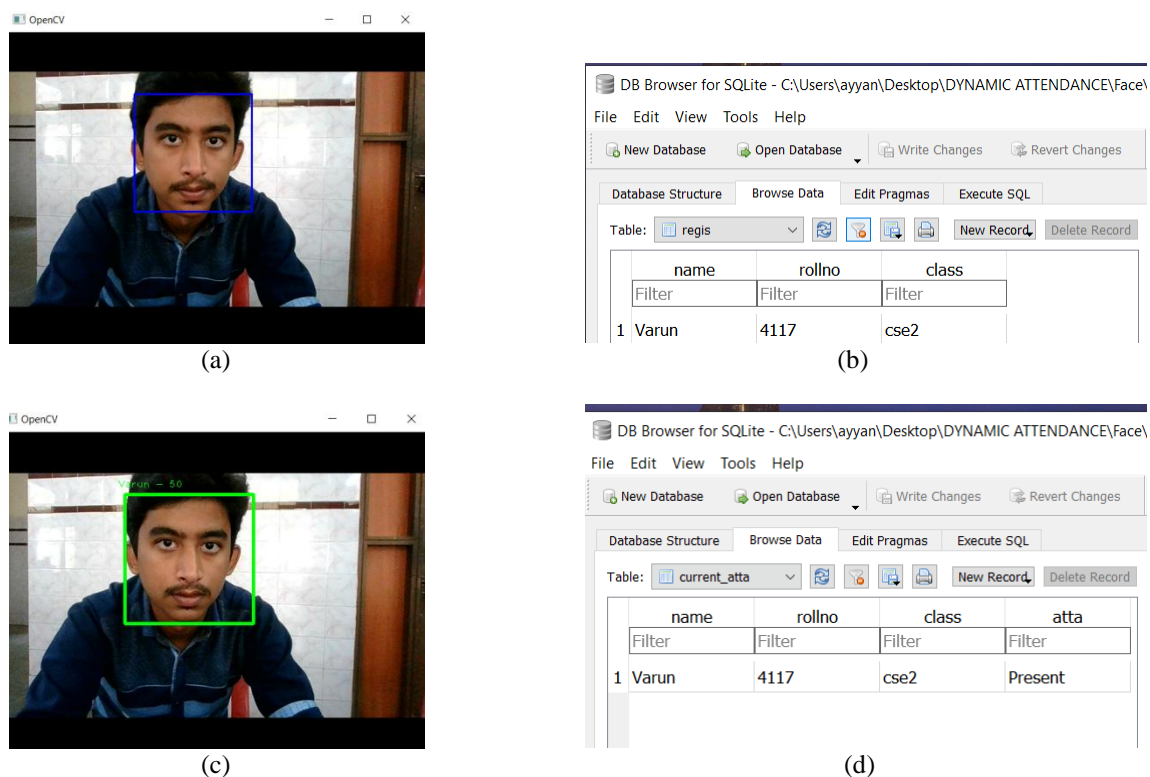 OpenCV
DB Browser for SQLite - C:\Users\ayyan\Desktop\DYNAMIC ATTENDANCE\Face\
File Edit View Tools Help
New Database Open Database Write Changes Revert Changes
Database Structure Browse Data Edit Pragmas Execute SQL
Table: regis New Record Delete Record
name rollno class
Filter Filter Filter
1 Varun 4117 cse2
(a)
(b)
OpenCV
Varun - 50
DB Browser for SQLite - C:\Users\ayyan\Desktop\DYNAMIC ATTENDANCE\Face\
File Edit View Tools Help
New Database Open Database Write Changes Revert Changes
Database Structure Browse Data Edit Pragmas Execute SQL
Table: current_atta New Record Delete Record
name rollno class atta
Filter Filter Filter Filter
1 Varun 4117 cse2 Present
(c)
(d)